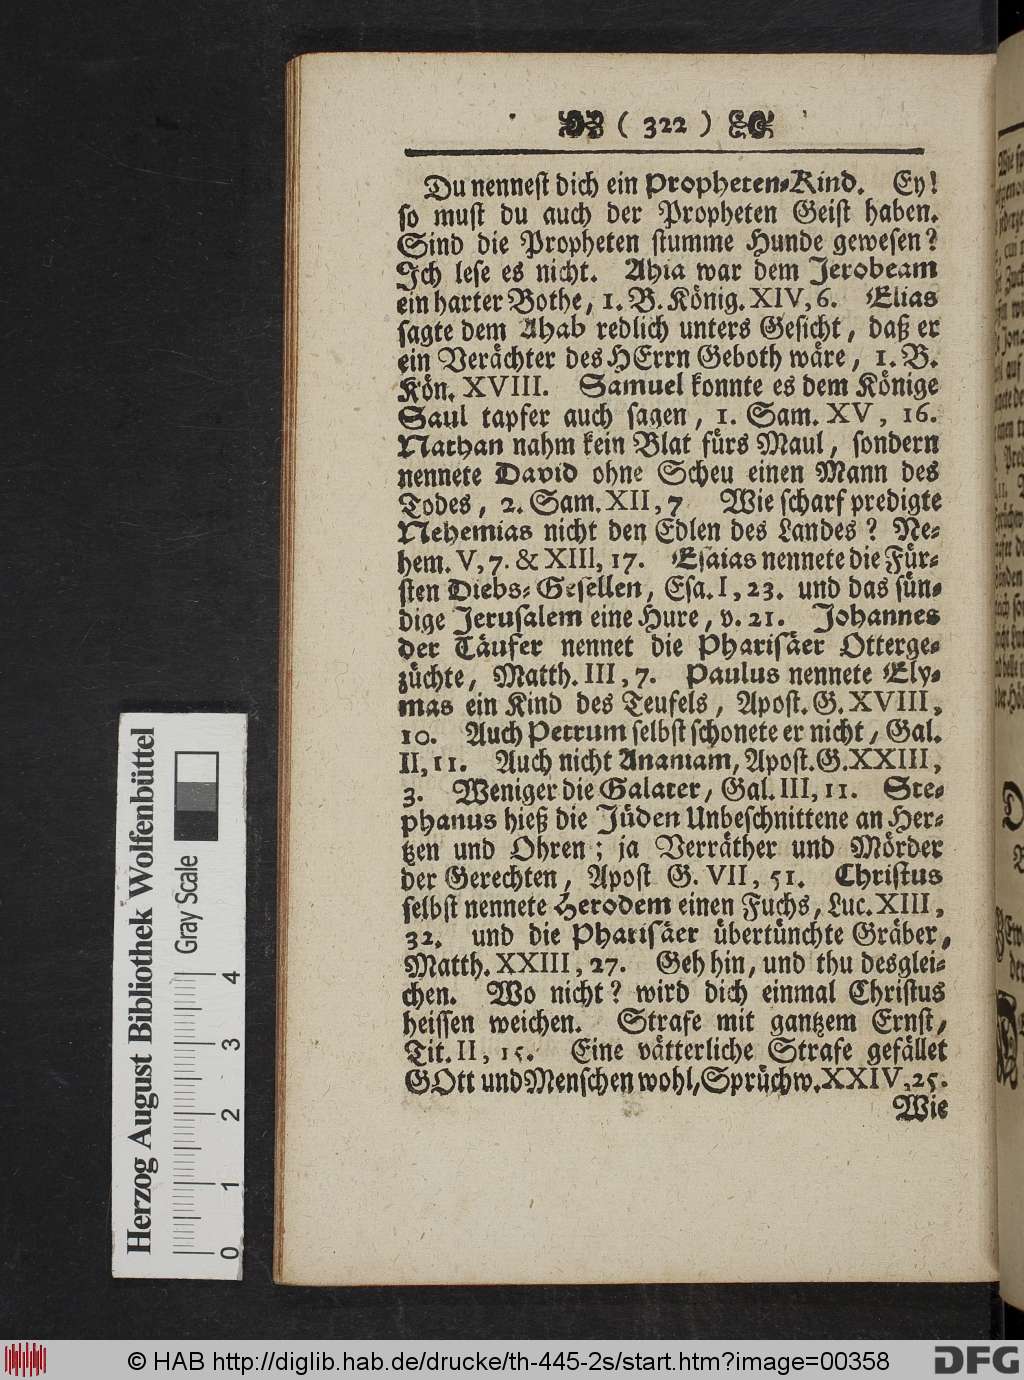 ( 322 )
Du nennest dich ein Propheten-Kind. Ey!
so must du auch der Propheten Geist haben.
Sind die Propheten stumme Hunde gewesen?
Ich lese es nicht. Ahia war dem Jerobeam
ein harter Bothe, 1. B. König. XIV, 6. Elias
sagte dem Ahab redlich unters Gesicht, daß er
ein Verächter des HErrn Geboth wäre, 1. B.
Kön. XVIII. Samuel konnte es dem Könige
Saul tapfer auch sagen, 1. Sam. XV, 16.
Nathan nahm kein Blat fürs Maul, sondern
nennete David ohne Scheu einen Mann des
Todes, 2. Sam. XII, 7 Wie scharf predigte
Nehemias nicht den Edlen des Landes? Ne-
hem. V, 7. & XIII, 17. Esaias nennete die Für-
sten Diebs-Gesellen, Esa. I, 23. und das sün-
dige Jerusalem eine Hure, v. 21. Johannes
der Täufer nennet die Pharisäer Otterge-
züchte, Matth. III, 7. Paulus nennete Ely-
mas ein Kind des Teufels, Apost. G. XVIII,
10. Auch Petrum selbst schonete er nicht, Gal.
II, 11. Auch nicht Ananiam, Apost. G. XXIII,
3. Weniger die Galater, Gal. III, 11. Ste-
phanus hieß die Jüden Unbeschnittene an Her-
tzen und Ohren; ja Verräther und Mörder
der Gerechten, Apost G. VII, 51. Christus
selbst nennete Herodem einen Fuchs, Luc. XIII,
32. und die Pharisäer übertünchte Gräber,
Matth. XXIII, 27. Geh hin, und thu desglei-
chen. Wo nicht? wird dich einmal Christus
heissen weichen. Strafe mit gantzem Ernst,
Tit. II, 15. Eine vätterliche Strafe gefället
GOtt und Menschen wohl, Sprüchw. XXIV, 25.
Wie
Herzog August Bibliothek Wolfenbüttel
Gray Scale
0 1 2 3 4
© HAB http://diglib.hab.de/drucke/th-445-2s/start.htm?image=00358
DFG